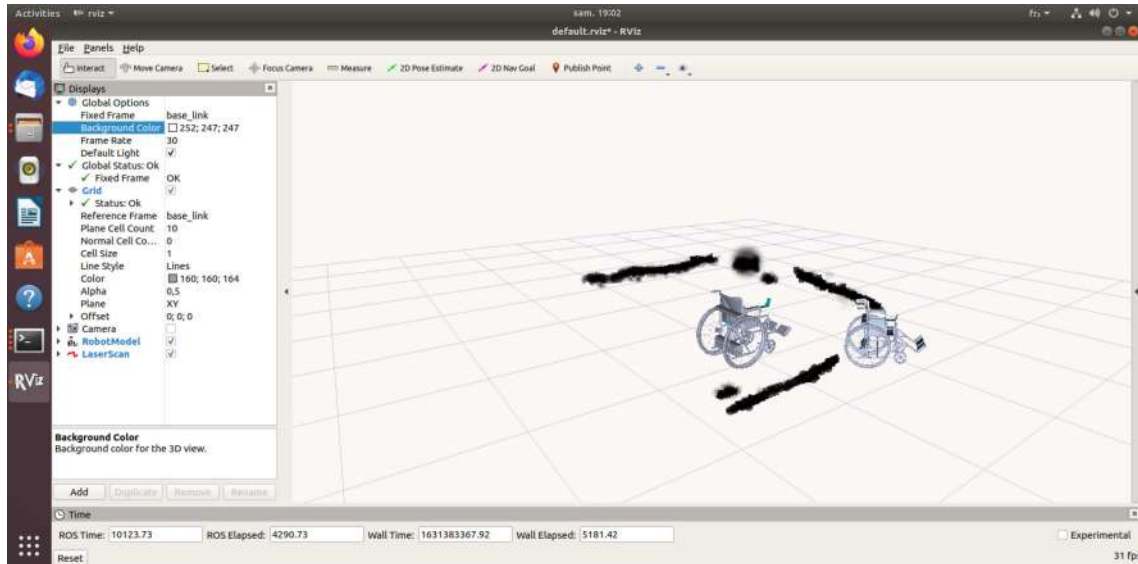 Activities rviz sam. 19:02 fr₁
default.rviz* - RViz
File Panels Help
Interact Move Camera Select Focus Camera Measure 2D Pose Estimate 2D Nav Goal Publish Point
Displays
Global Options
Fixed Frame base_link
Background Color 252; 247; 247
Frame Rate 30
Default Light
Global Status: Ok
Fixed Frame OK
Grid
Status: Ok
Reference Frame base_link
Plane Cell Count 10
Normal Cell Co... 0
Cell Size 1
Line Style Lines
Color 160; 160; 164
Alpha 0,5
Plane XY
Offset 0; 0; 0
Camera
RobotModel
LaserScan
RViz
Background Color
Background color for the 3D view.
Add Duplicate Remove Rename
Time
ROS Time: 10123.73 ROS Elapsed: 4290.73 Wall Time: 1631383367.92 Wall Elapsed: 5181.42 Experimental
Reset 31 fps